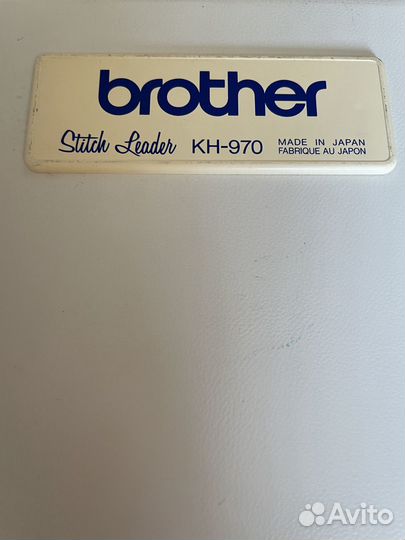 brother
Stitch Leader KH-970 MADE IN JAPAN
FABRIQUE AU JAPON
Avito